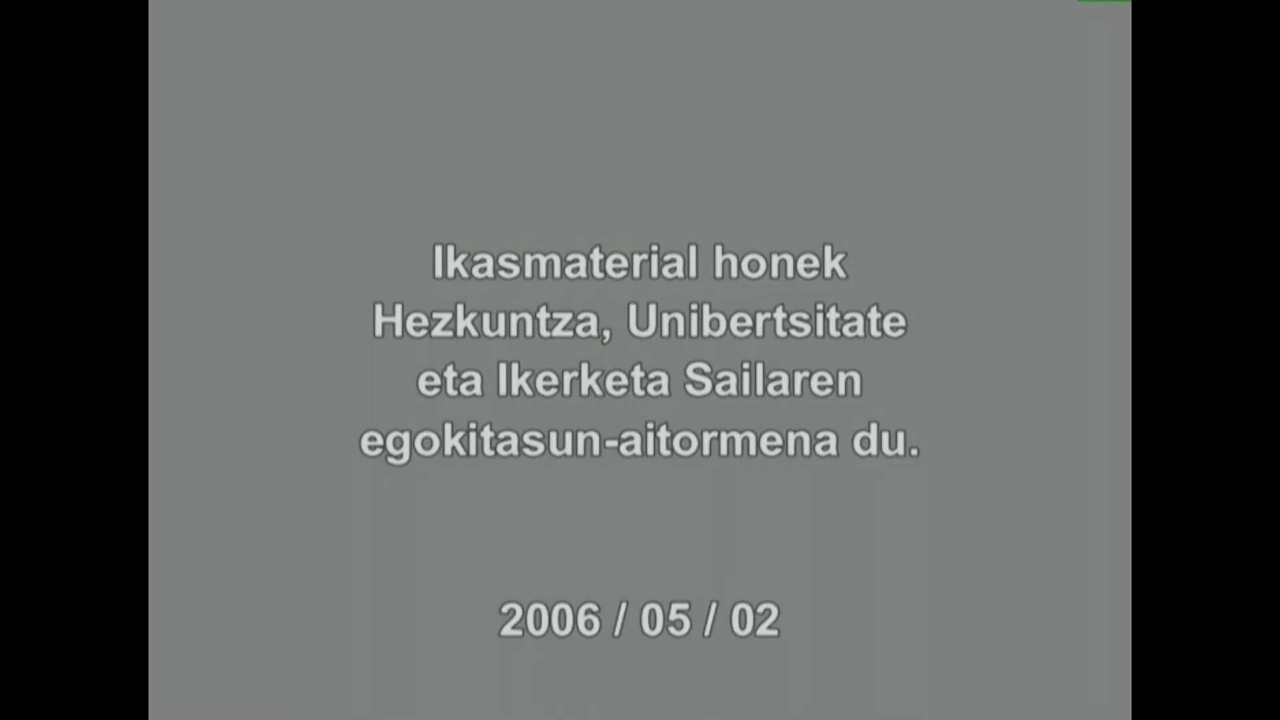 Ikasmaterial honek
Hezkuntza, Unibertsitate
eta Ikerketa Sailaren
egokitasun-aitormena du.
2006 / 05 / 02